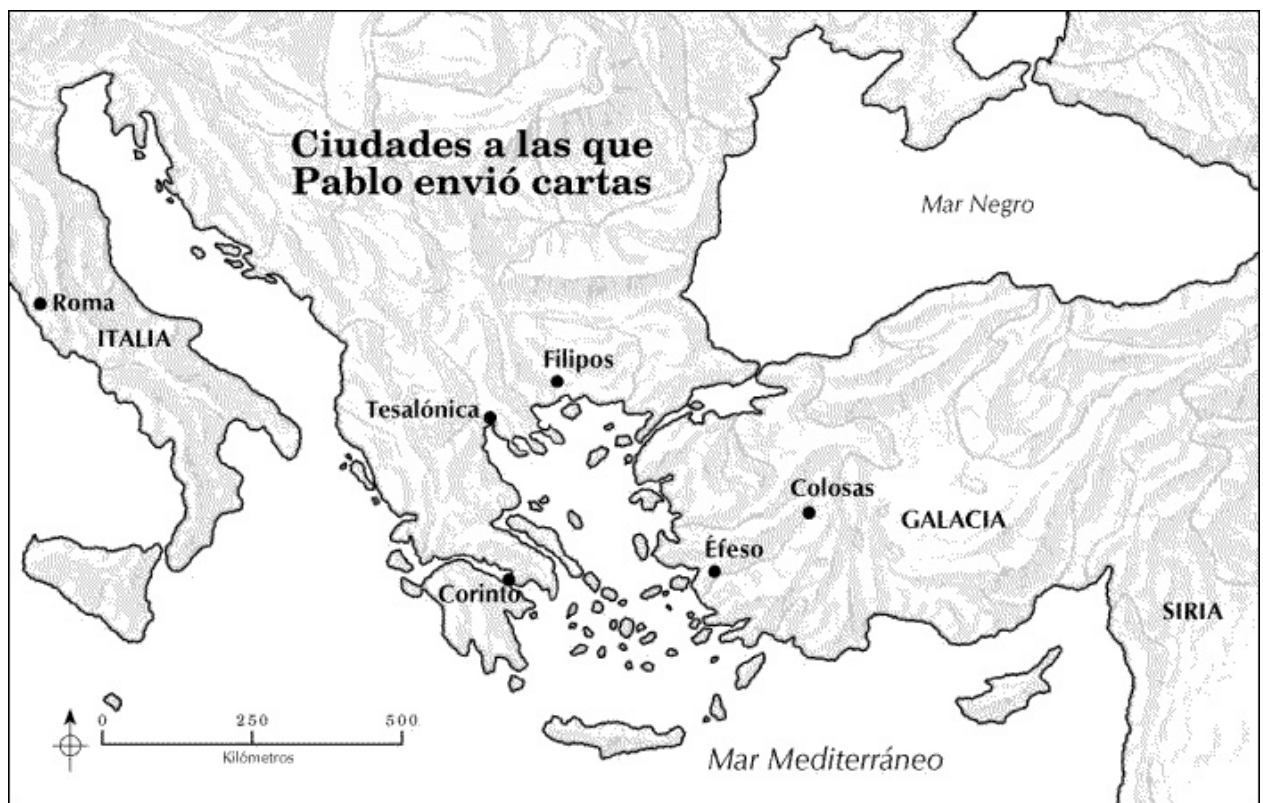 Ciudades a las que
Pablo envió cartas
Mar Negro
Roma
ITALIA
Filipos
Tesalónica
Colosas
GALACIA
Éfeso
Corinto
SIRIA
0 250 500
Kilómetros
Mar Mediterráneo